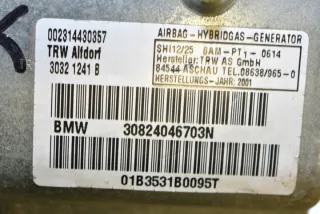 002314430357
TRW Alfdorf
3032 1241 B
AIRBAG - HYBRIDGAS - GENERATOR
SHI12/25 BAM-PT1-0614
Hersteller:TRW AS GmbH
84544 ASCHAU TEL.08638/965-0
HERSTELLUNGS-JAHR: 2001
BMW 30824046703N
01B3531B0095T